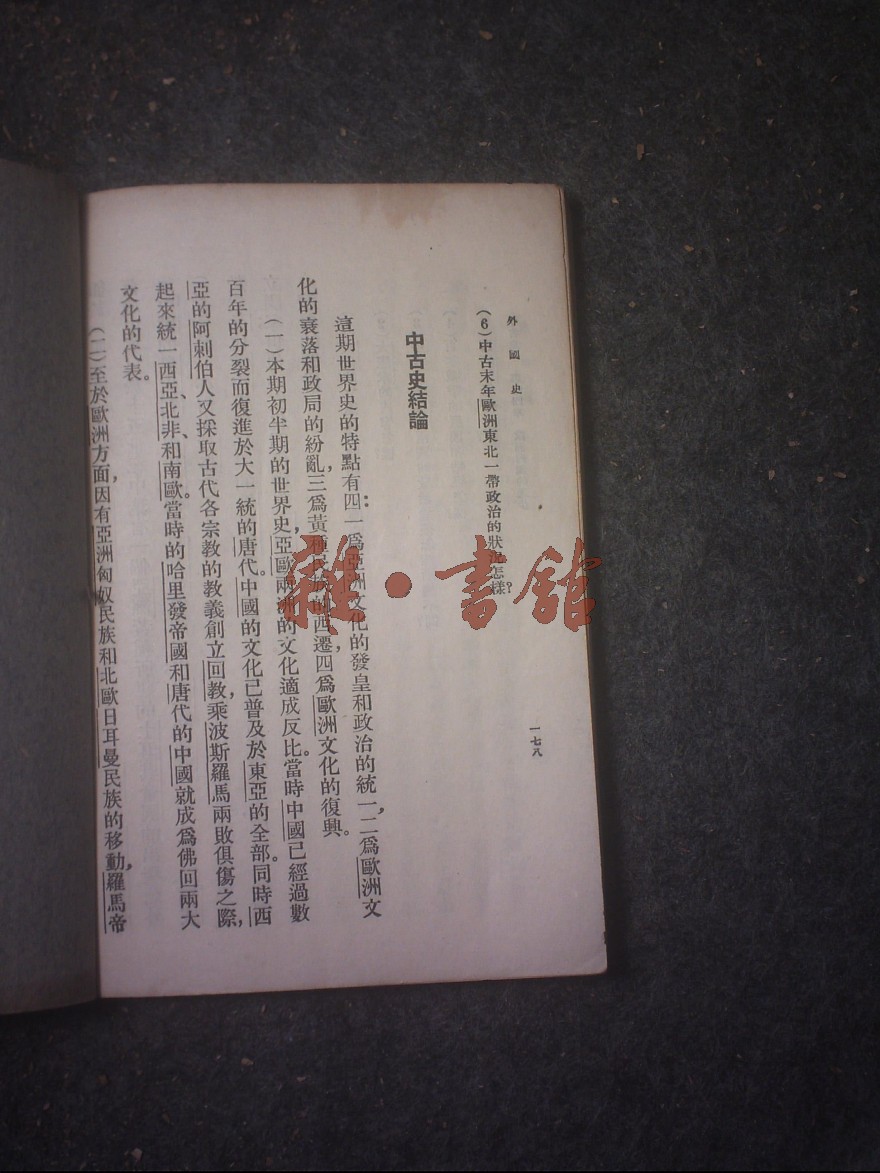 外國史
一七八
(6)中古末年歐洲東北一帶政治的狀況怎樣?
中古史結論
這期世界史的特點有四:一爲亞洲文化的發皇和政治的統一,二爲歐洲文
化的衰落和政局的紛亂,三爲黃種民族的西遷,四爲歐洲文化的復興。
(一)本期初半期的世界史,亞歐兩洲的文化適成反比。當時中國已經過數
百年的分裂而復進於大一統的唐代。中國的文化已普及於東亞的全部。同時西
亞的阿剌伯人又採取古代各宗教的教義創立回教,乘波斯羅馬兩敗俱傷之際,
起來統一西亞、北非、和南歐。當時的哈里發帝國和唐代的中國就成爲佛回兩大
文化的代表。
(二)至於歐洲方面,因有亞洲匈奴民族和北歐日耳曼民族的移動,羅馬帝
雜·書館